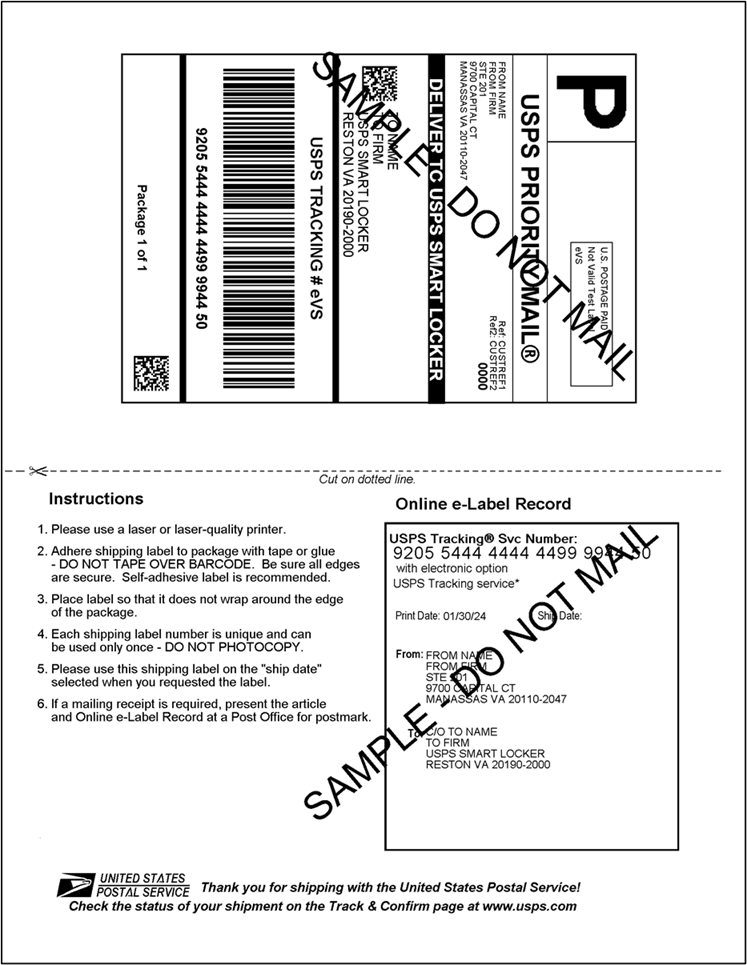 P
U.S. POSTAGE PAID
Not Valid Test Label
eVS
USPS PRIORITY MAIL®
FROM NAME
FROM FIRM
STE 201
9700 CAPITAL CT
MANASSAS VA 20110-2047
Ref: CUSTREF1
Ref2: CUSTREF2
0000
DELIVER TO USPS SMART LOCKER
TO NAME
TO FIRM
USPS SMART LOCKER
RESTON VA 20190-2000
USPS TRACKING # eVS
9205 5444 4444 4499 9944 50
Package 1 of 1
SAMPLE - DO NOT MAIL
Cut on dotted line.
Instructions
1. Please use a laser or laser-quality printer.
2. Adhere shipping label to package with tape or glue
- DO NOT TAPE OVER BARCODE. Be sure all edges
are secure. Self-adhesive label is recommended.
3. Place label so that it does not wrap around the edge
of the package.
4. Each shipping label number is unique and can
be used only once - DO NOT PHOTOCOPY.
5. Please use this shipping label on the "ship date"
selected when you requested the label.
6. If a mailing receipt is required, present the article
and Online e-Label Record at a Post Office for postmark.
Online e-Label Record
USPS Tracking® Svc Number:
9205 5444 4444 4499 9944 50
with electronic option
USPS Tracking service*
Print Date: 01/30/24 Ship Date:
From: FROM NAME
FROM FIRM
STE 201
9700 CAPITAL CT
MANASSAS VA 20110-2047
To: C/O TO NAME
TO FIRM
USPS SMART LOCKER
RESTON VA 20190-2000
SAMPLE - DO NOT MAIL
UNITED STATES
POSTAL SERVICE
Thank you for shipping with the United States Postal Service!
Check the status of your shipment on the Track & Confirm page at www.usps.com